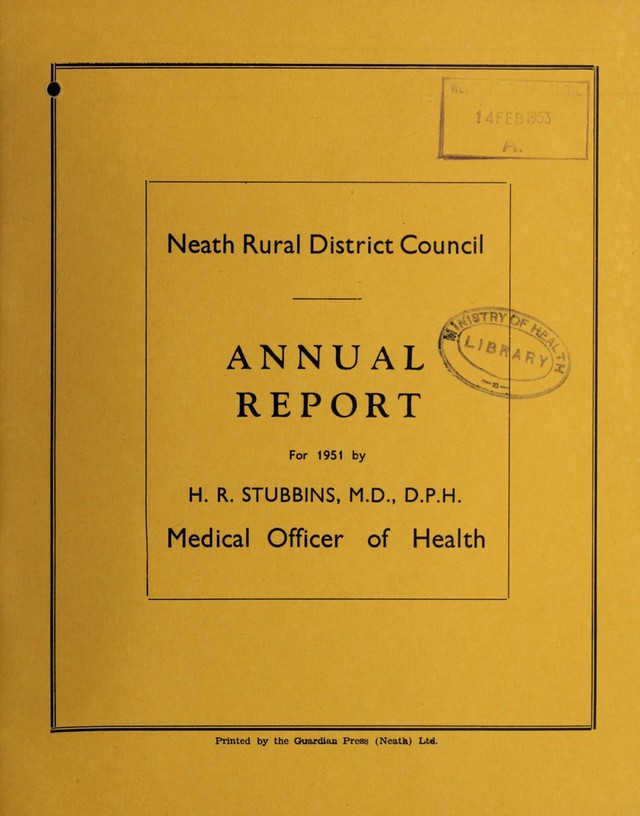 14 FEB 1953
A.
Neath Rural District Council
ANNUAL
REPORT
For 1951 by
H. R. STUBBINS, M.D., D.P.H.
Medical Officer of Health
MINISTRY OF HEALTH
LIBRARY
Printed by the Guardian Press (Neath) Ltd.